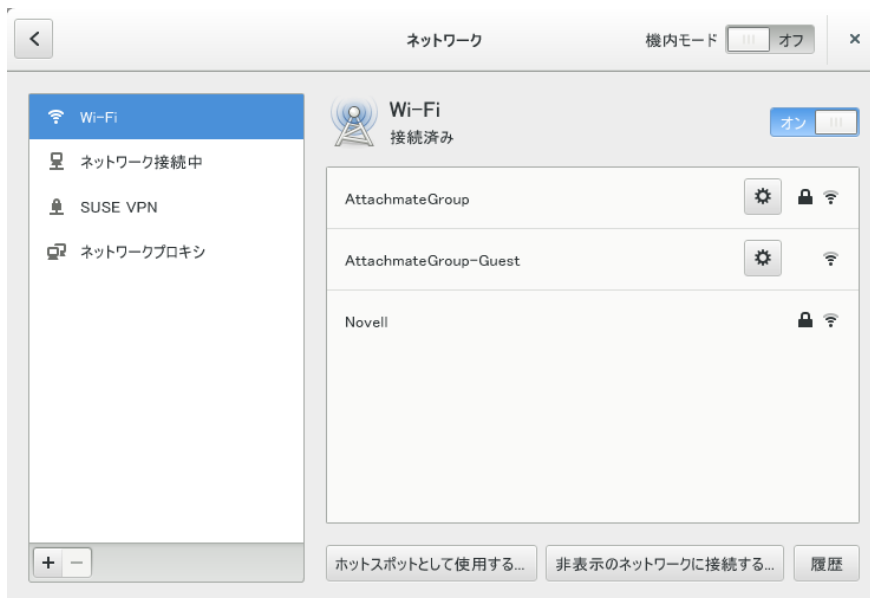 ネットワーク
機内モード
オフ
Wi-Fi
ネットワーク接続中
SUSE VPN
ネットワークプロキシ
Wi-Fi
接続済み
オン
AttachmateGroup
AttachmateGroup-Guest
Novell
ホットスポットとして使用する...
非表示のネットワークに接続する...
履歴